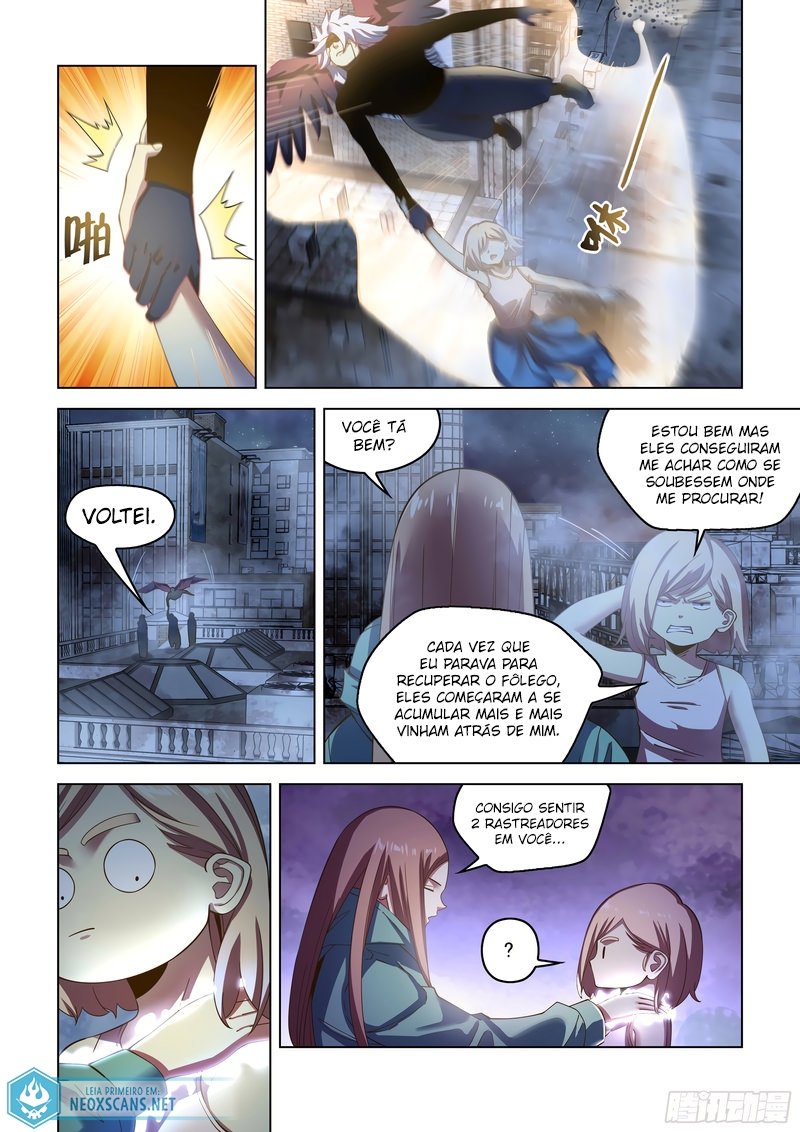 啪
VOLTEI.
VOCÊ TÁ
BEM?
ESTOU BEM MAS
ELES CONSEGUIRAM
ME ACHAR COMO SE
SOUBESSEM ONDE
ME PROCURAR!
CADA VEZ QUE
EU PARAVA PARA
RECUPERAR O FÔLEGO,
ELES COMEÇARAM A SE
ACUMULAR MAIS E MAIS
VINHAM ATRÁS DE MIM.
CONSIGO SENTIR
2 RASTREADORES
EM VOCÊ...
?
LEIA PRIMEIRO EM:
NEOXSCANS.NET
腾讯动漫